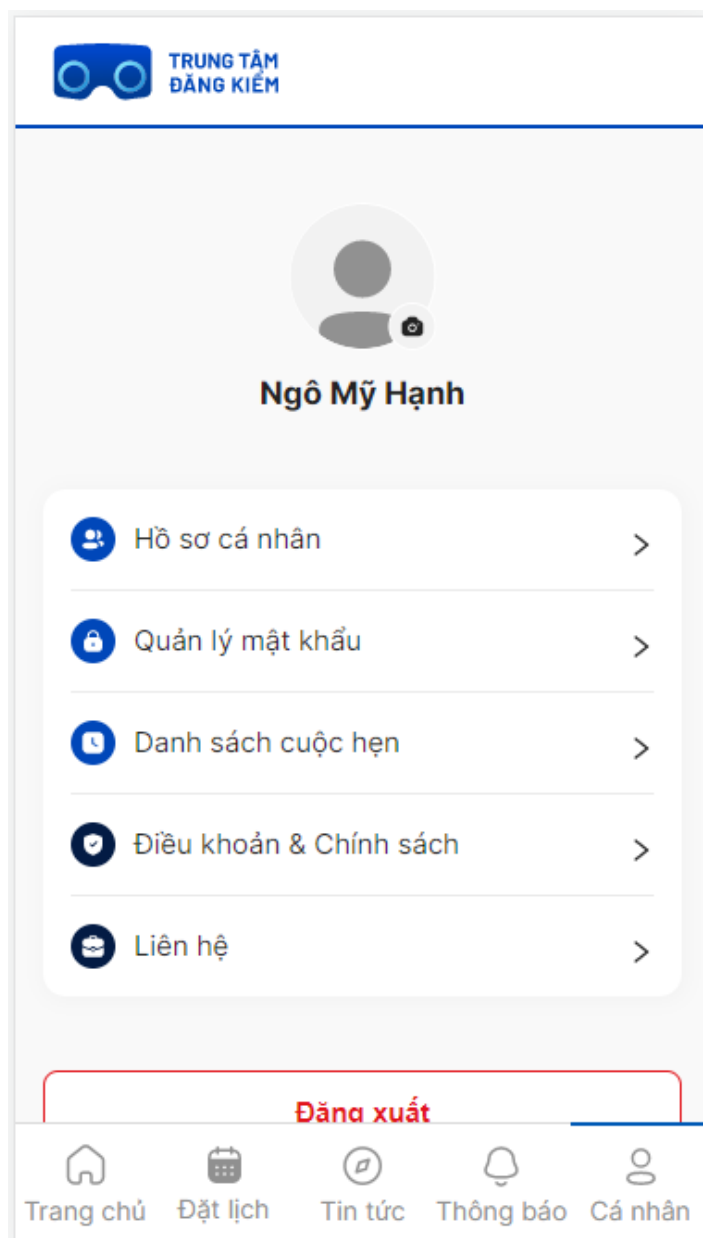 TRUNG TÂM
ĐĂNG KIỂM
Ngô Mỹ Hạnh
Hồ sơ cá nhân
Quản lý mật khẩu
Danh sách cuộc hẹn
Điều khoản & Chính sách
Liên hệ
Đăng xuất
Trang chủ Đặt lịch Tin tức Thông báo Cá nhân